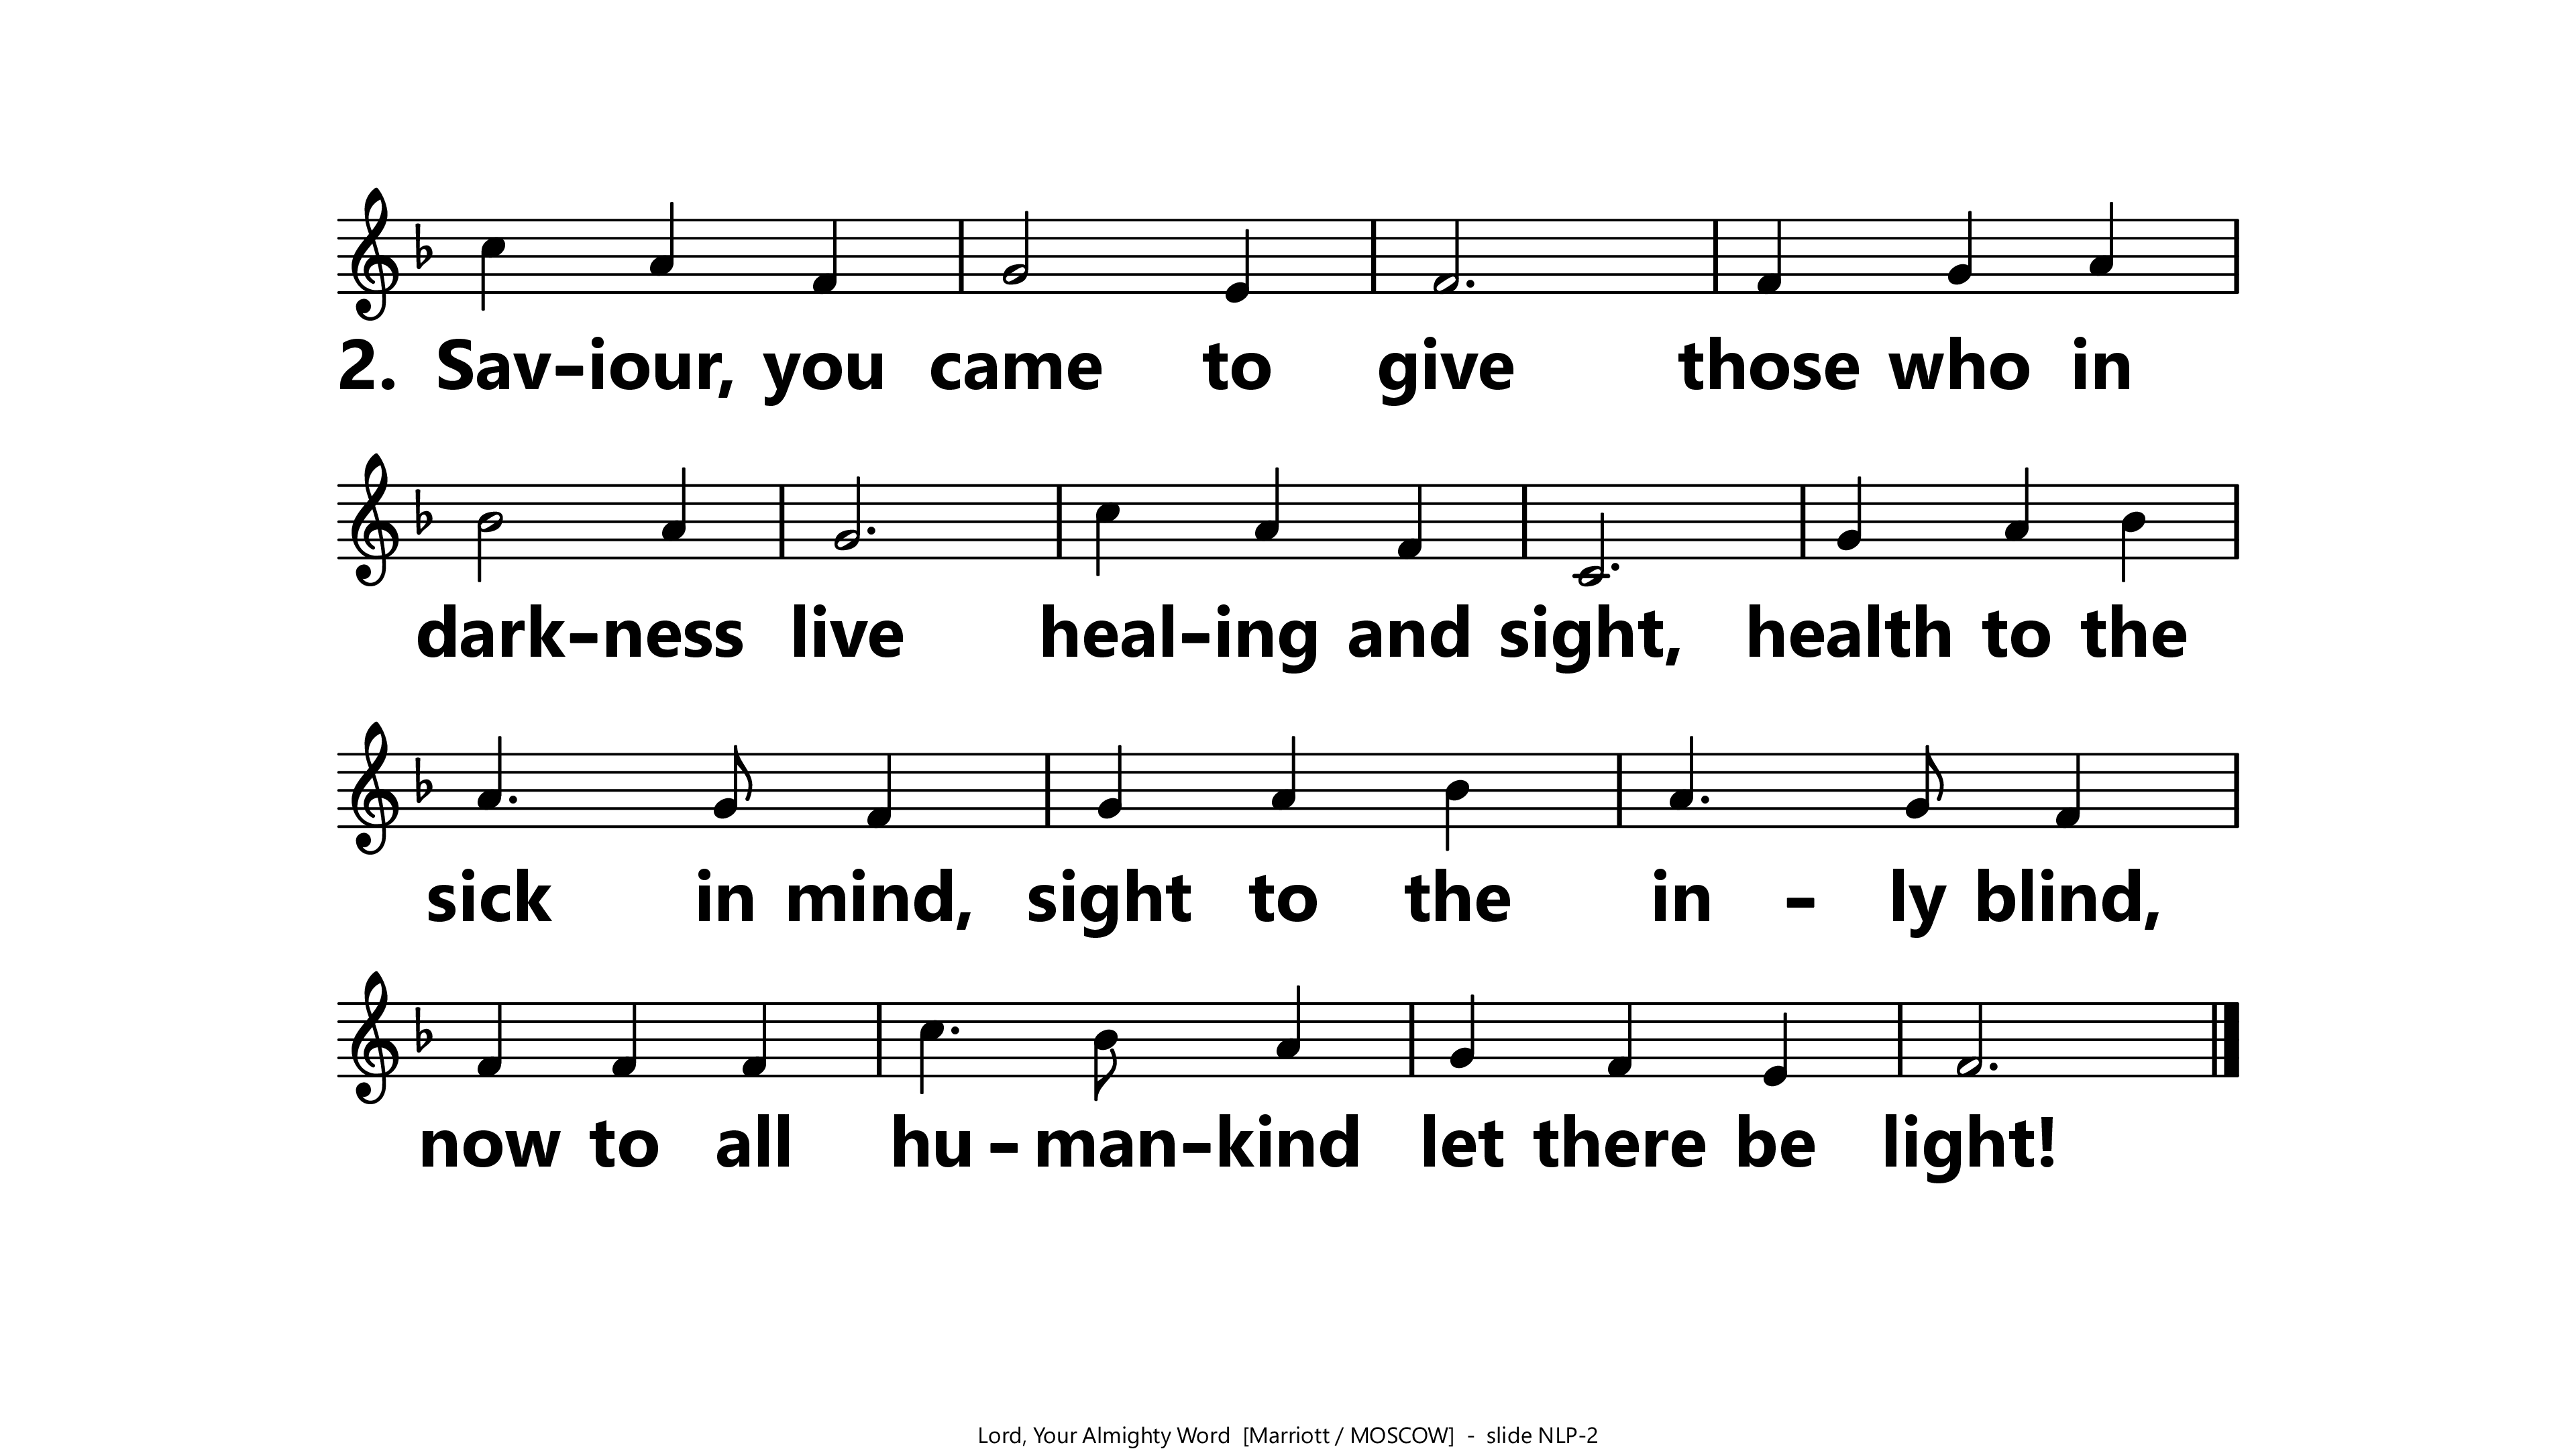 2. Sav-iour, you came to give those who in
dark-ness live heal-ing and sight, health to the
sick in mind, sight to the in - ly blind,
now to all hu - man-kind let there be light!
Lord, Your Almighty Word [Marriott / MOSCOW] - slide NLP-2